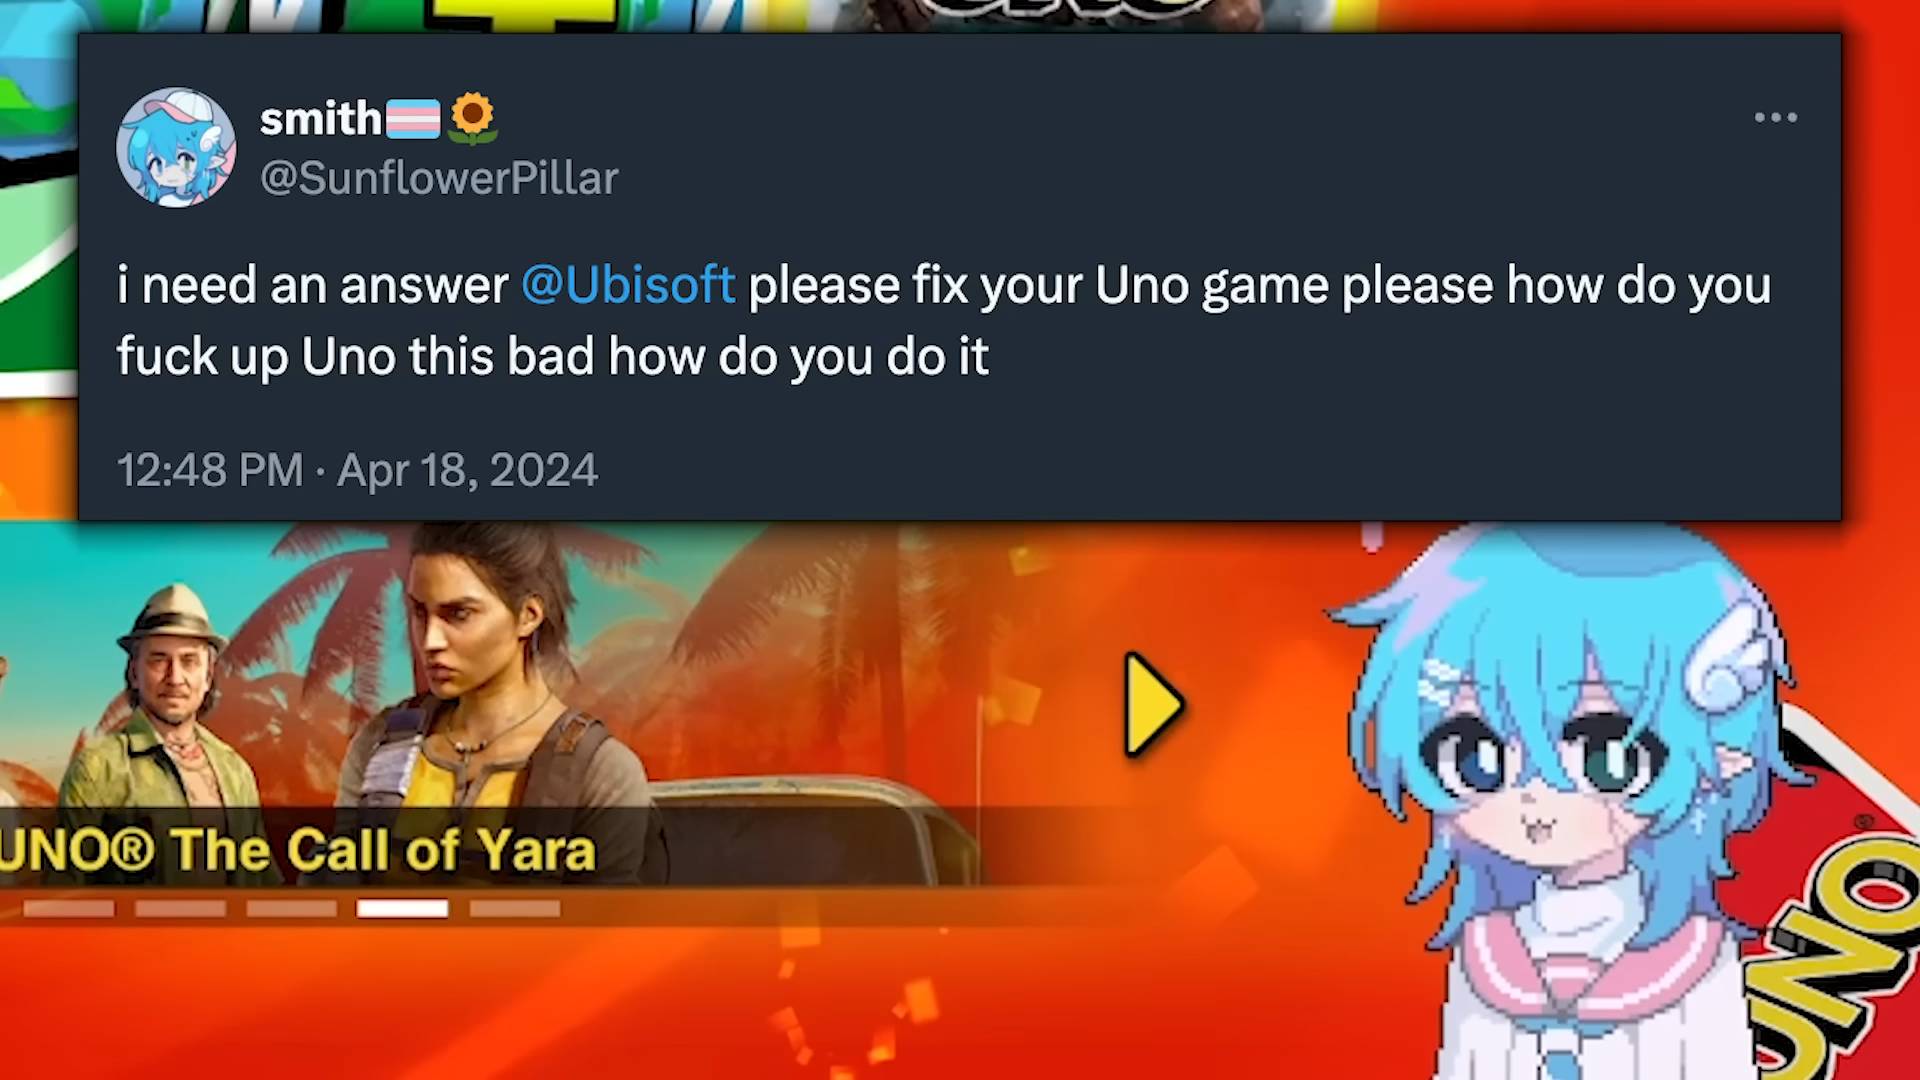 UNO
smith
@SunflowerPillar
i need an answer @Ubisoft please fix your Uno game please how do you
fuck up Uno this bad how do you do it
12:48 PM · Apr 18, 2024
UNO® The Call of Yara
UNO
®